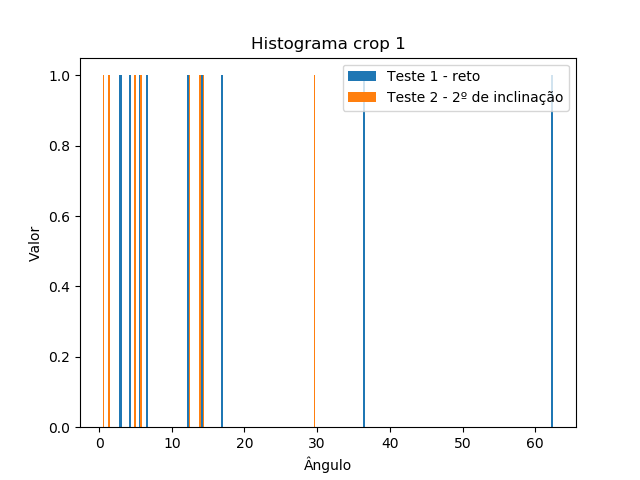 Histograma crop 1
Teste 1 - reto
Teste 2 - 2º de inclinação
1.0
0.8
0.6
0.4
0.2
0.0
Valor
0 10 20 30 40 50 60
Ângulo